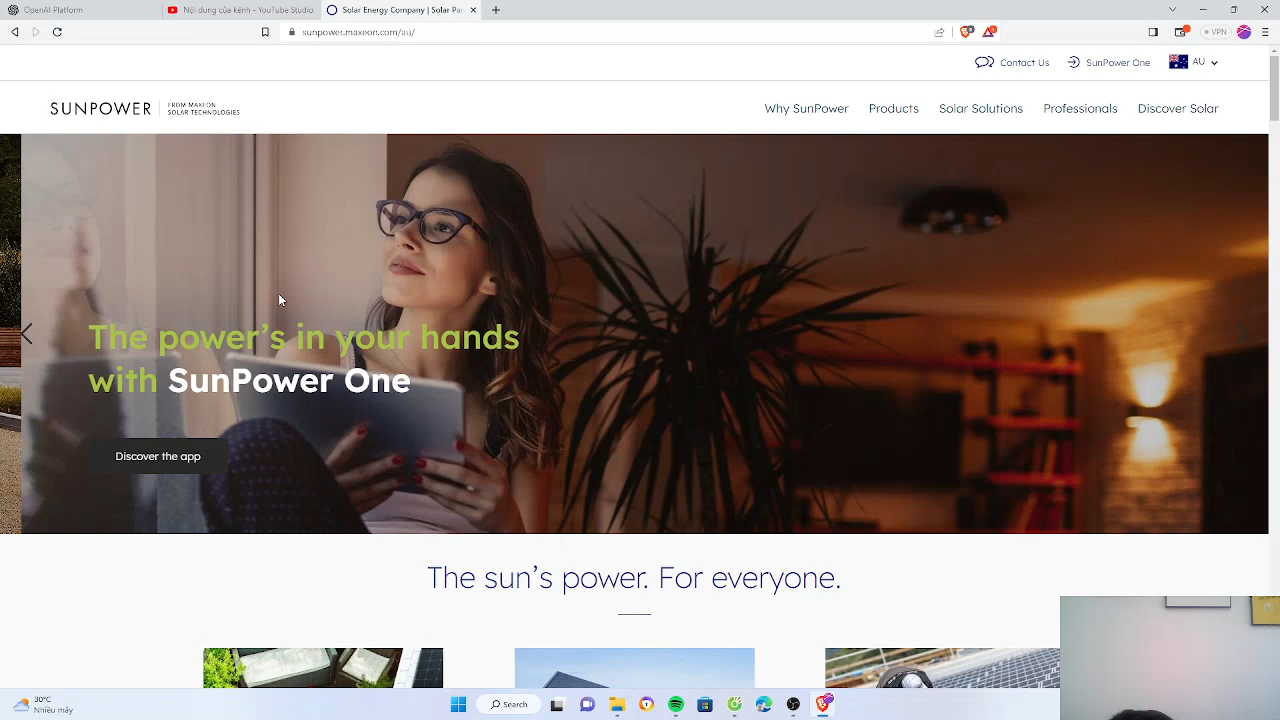 OpenAI Platform
Nội dung của kênh - YouTube Studio
Solar Energy Company | Solar Pan
sunpower.maxeon.com/au/
VPN
Contact Us
SunPower One
AU
SUNPOWER
FROM MAXEON
SOLAR TECHNOLOGIES
Why SunPower
Products
Solar Solutions
Professionals
Discover Solar
The power's in your hands
with SunPower One
Discover the app
The sun's power. For everyone.
30°C
Nhiều mây
Search